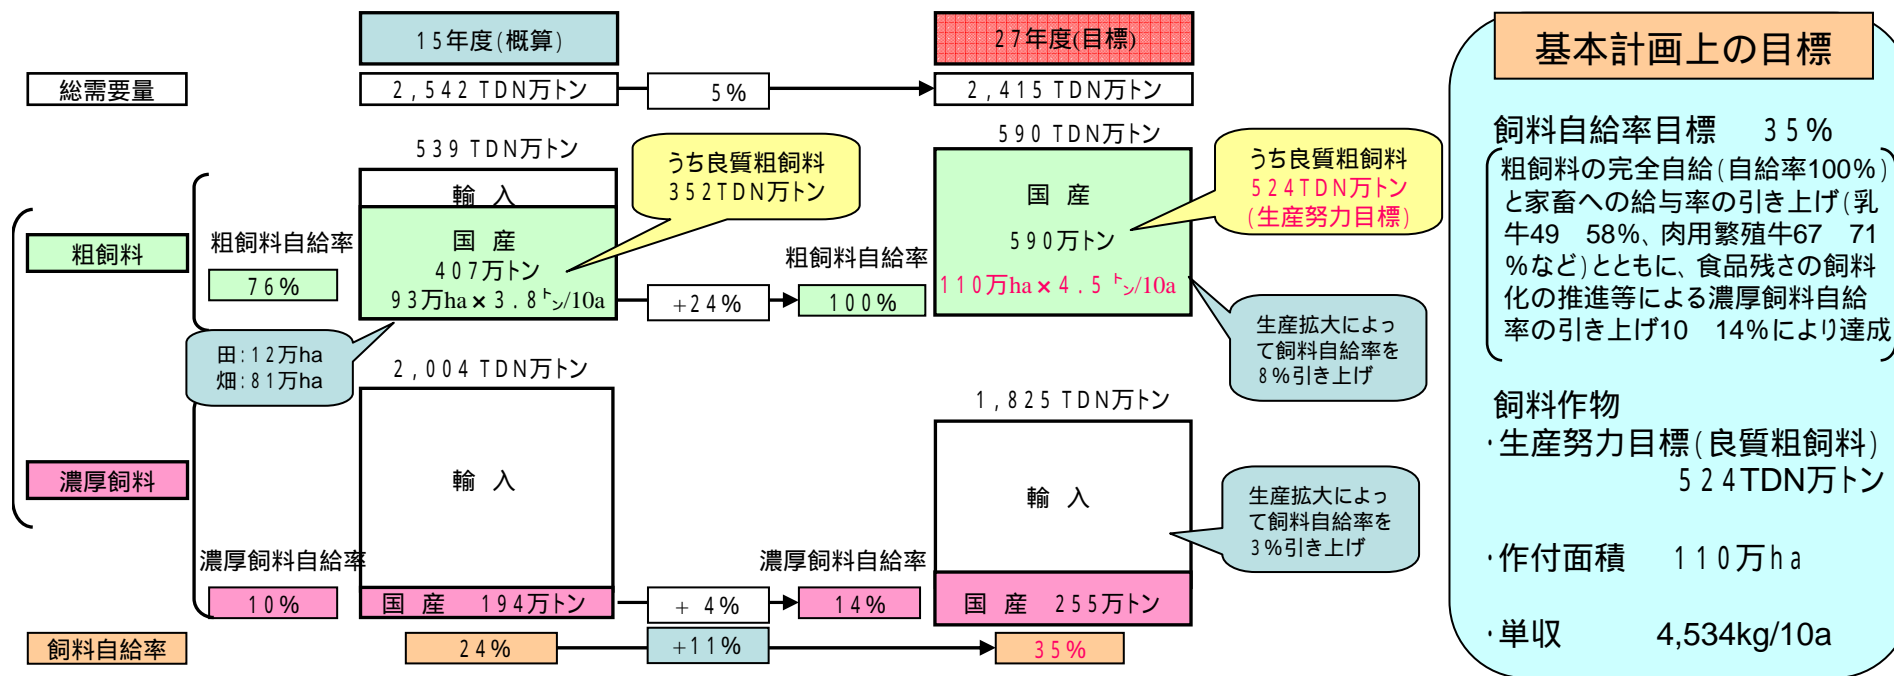 15年度(概算)
27年度(目標)
総需要量
2,542 TDN万トン
5%
2,415 TDN万トン
539 TDN万トン
590 TDN万トン
輸 入
国 産
407万トン
93万ha×3.8トン/10a
うち良質粗飼料
352TDN万トン
国 産
590万トン
110万ha×4.5 トン/10a
うち良質粗飼料
524TDN万トン
(生産努力目標)
粗飼料
粗飼料自給率
76%
+24%
粗飼料自給率
100%
田:12万ha
畑:81万ha
生産拡大によっ
て飼料自給率を
8%引き上げ
2,004 TDN万トン
1,825 TDN万トン
濃厚飼料
輸 入
輸 入
生産拡大によっ
て飼料自給率を
3%引き上げ
濃厚飼料自給率
10%
国 産 194万トン
+ 4%
濃厚飼料自給率
14%
国 産 255万トン
飼料自給率
24%
+11%
35%
基本計画上の目標
飼料自給率目標 35%
粗飼料の完全自給(自給率100%)
と家畜への給与率の引き上げ(乳
牛49 58%、肉用繁殖牛67 71
%など)とともに、食品残さの飼料
化の推進等による濃厚飼料自給
率の引き上げ10 14%により達成
飼料作物
・生産努力目標(良質粗飼料)
524TDN万トン
・作付面積 110万ha
・単収 4,534kg/10a